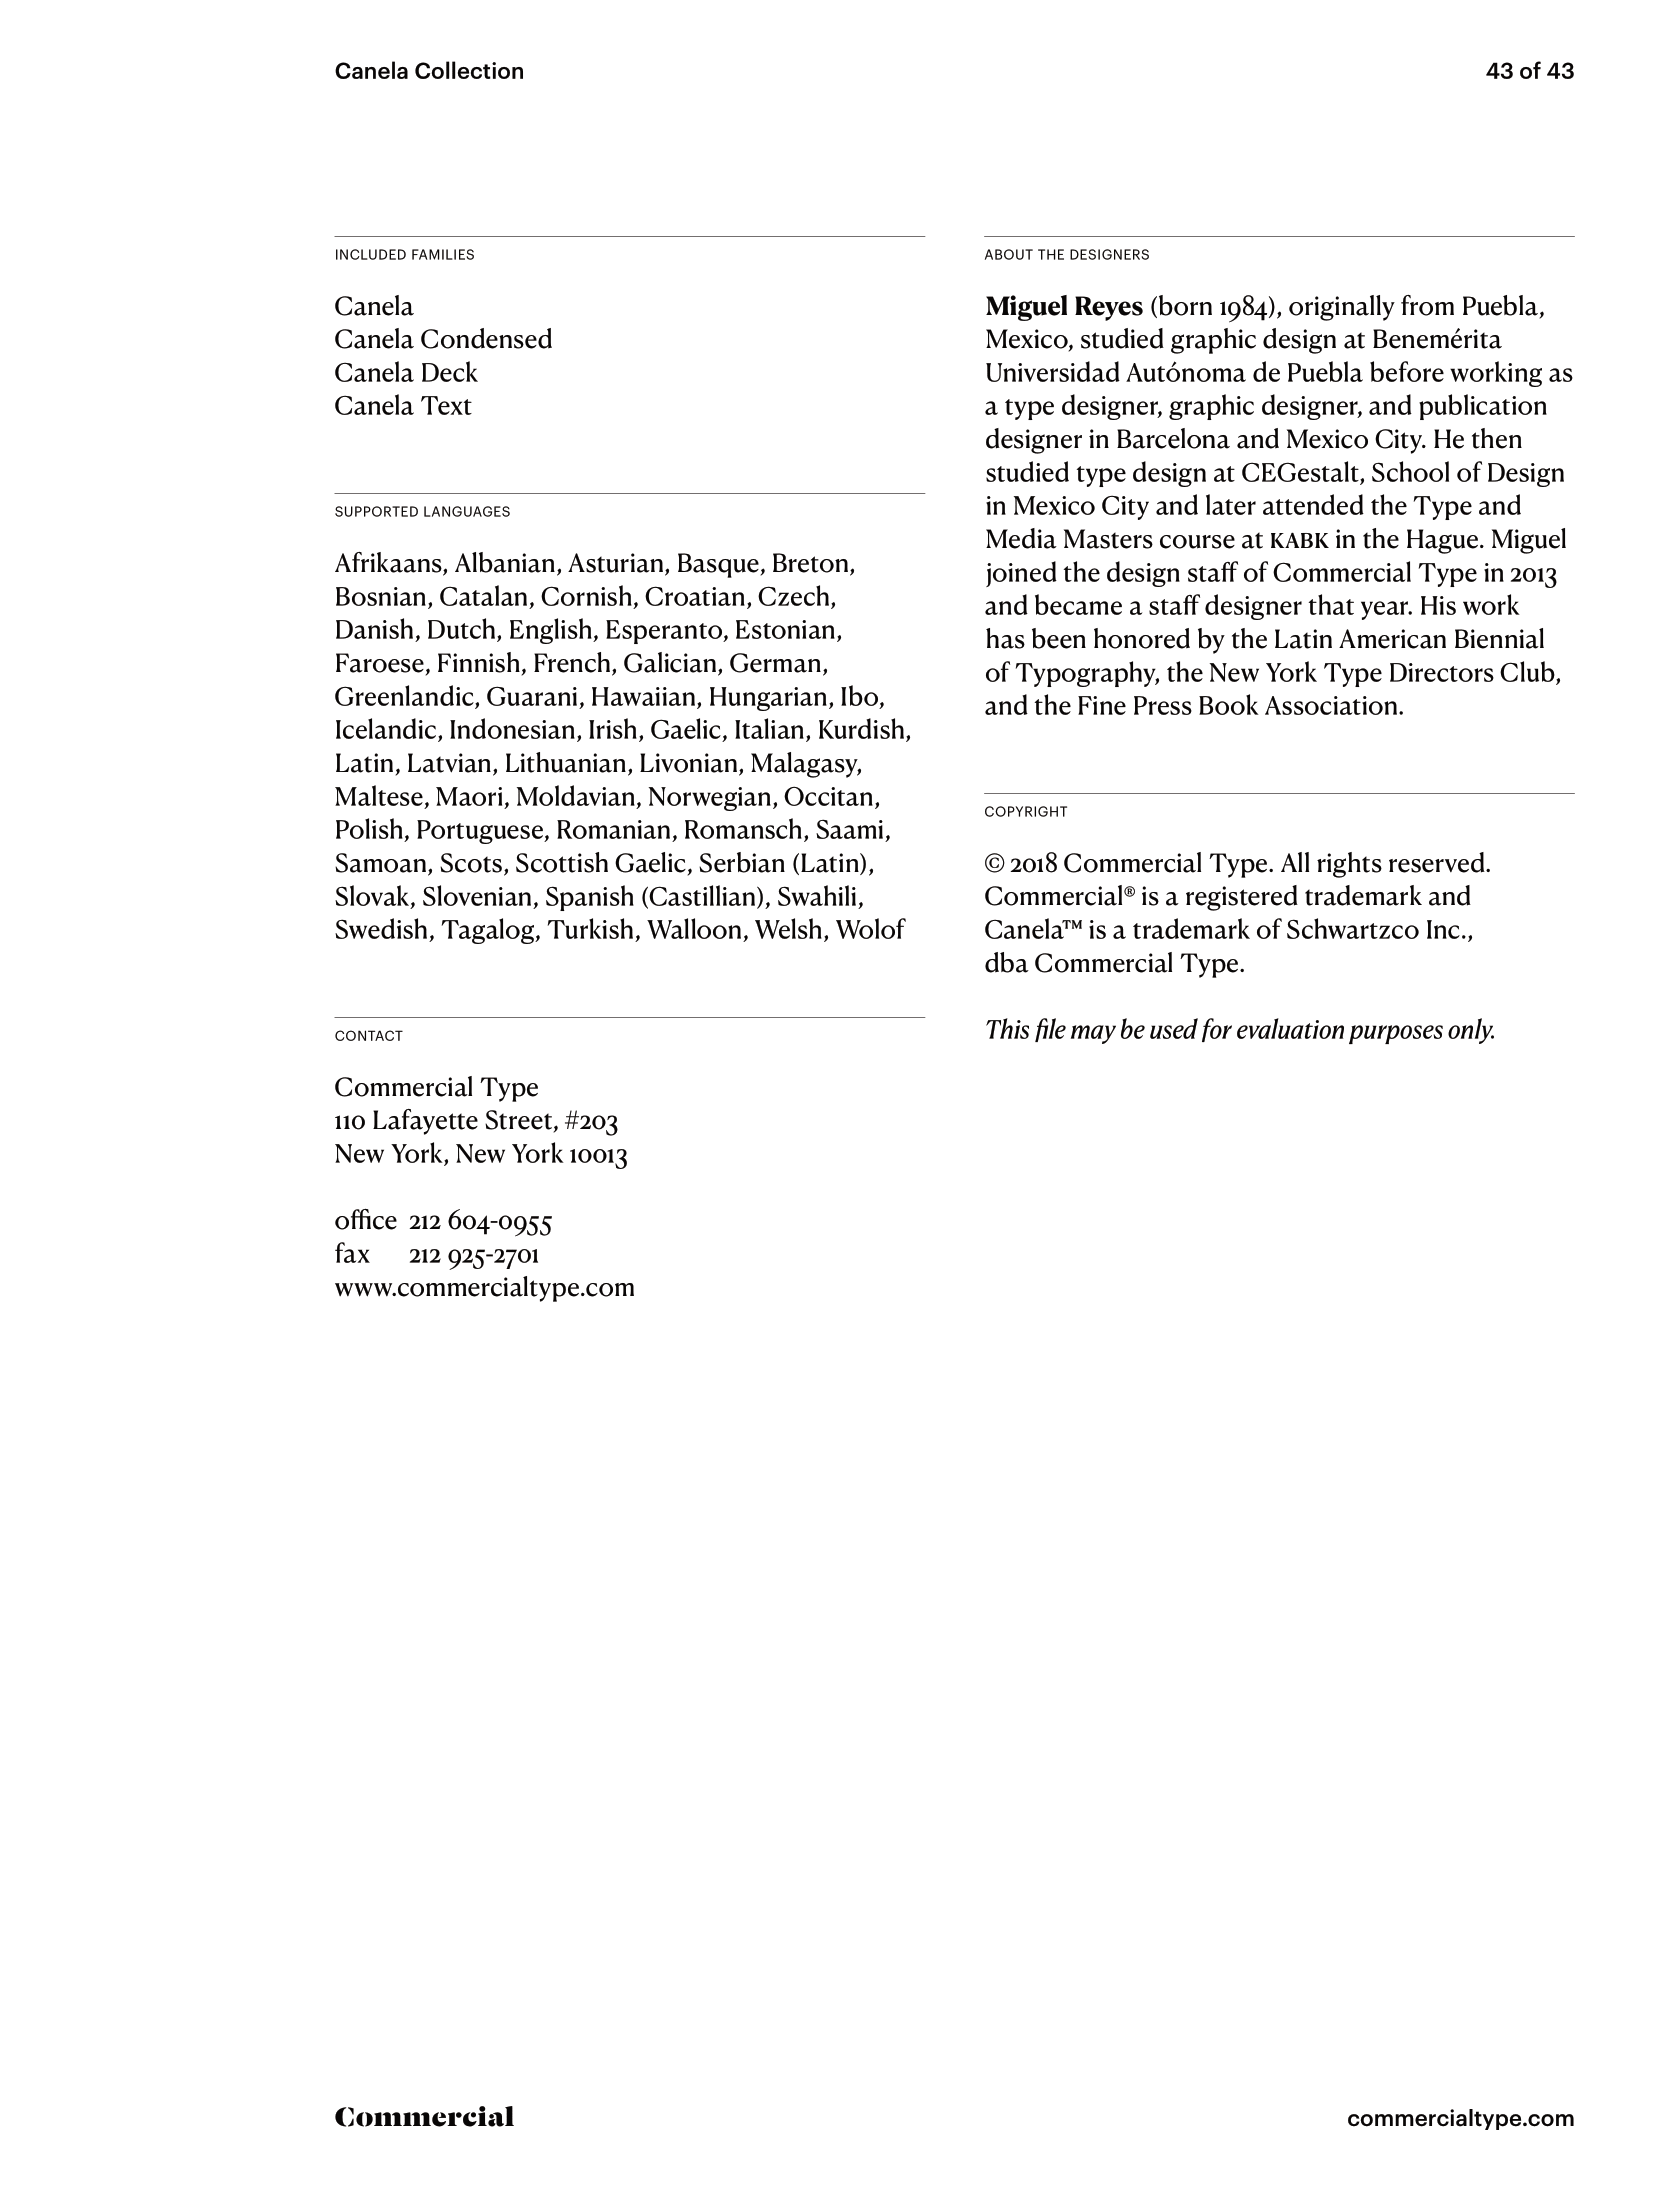 Canela Collection
43 of 43
INCLUDED FAMILIES
Canela
Canela Condensed
Canela Deck
Canela Text
SUPPORTED LANGUAGES
Afrikaans, Albanian, Asturian, Basque, Breton,
Bosnian, Catalan, Cornish, Croatian, Czech,
Danish, Dutch, English, Esperanto, Estonian,
Faroese, Finnish, French, Galician, German,
Greenlandic, Guarani, Hawaiian, Hungarian, Ibo,
Icelandic, Indonesian, Irish, Gaelic, Italian, Kurdish,
Latin, Latvian, Lithuanian, Livonian, Malagasy,
Maltese, Maori, Moldavian, Norwegian, Occitan,
Polish, Portuguese, Romanian, Romansch, Saami,
Samoan, Scots, Scottish Gaelic, Serbian (Latin),
Slovak, Slovenian, Spanish (Castillian), Swahili,
Swedish, Tagalog, Turkish, Walloon, Welsh, Wolof
CONTACT
Commercial Type
110 Lafayette Street, #203
New York, New York 10013
office 212 604-0955
fax 212 925-2701
www.commercialtype.com
ABOUT THE DESIGNERS
Miguel Reyes (born 1984), originally from Puebla,
Mexico, studied graphic design at Benemérita
Universidad Autónoma de Puebla before working as
a type designer, graphic designer, and publication
designer in Barcelona and Mexico City. He then
studied type design at CEGestalt, School of Design
in Mexico City and later attended the Type and
Media Masters course at KABK in the Hague. Miguel
joined the design staff of Commercial Type in 2013
and became a staff designer that year. His work
has been honored by the Latin American Biennial
of Typography, the New York Type Directors Club,
and the Fine Press Book Association.
COPYRIGHT
© 2018 Commercial Type. All rights reserved.
Commercial® is a registered trademark and
Canela™ is a trademark of Schwartzco Inc.,
dba Commercial Type.
This file may be used for evaluation purposes only.
Commercial
commercialtype.com